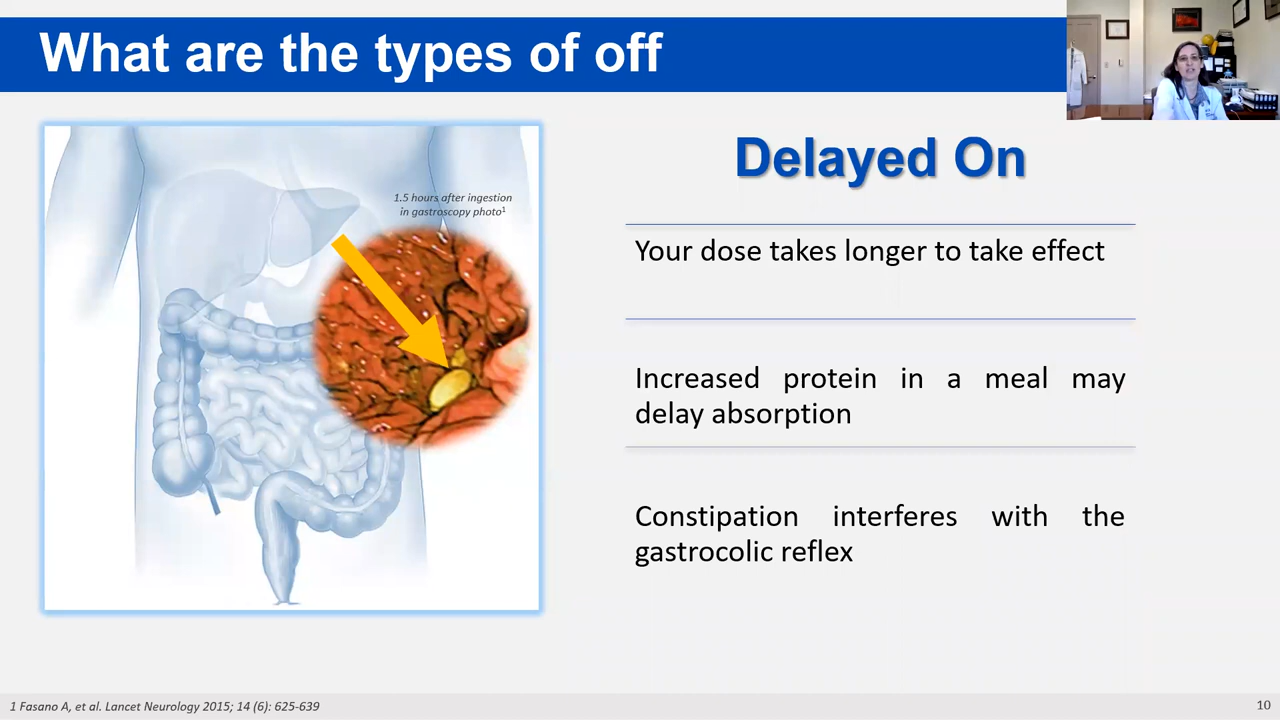 What are the types of off
1.5 hours after ingestion
in gastroscopy photo1
Delayed On
Your dose takes longer to take effect
Increased protein in a meal may
delay absorption
Constipation interferes with the
gastrocolic reflex
1 Fasano A, et al. Lancet Neurology 2015; 14 (6): 625-639
10